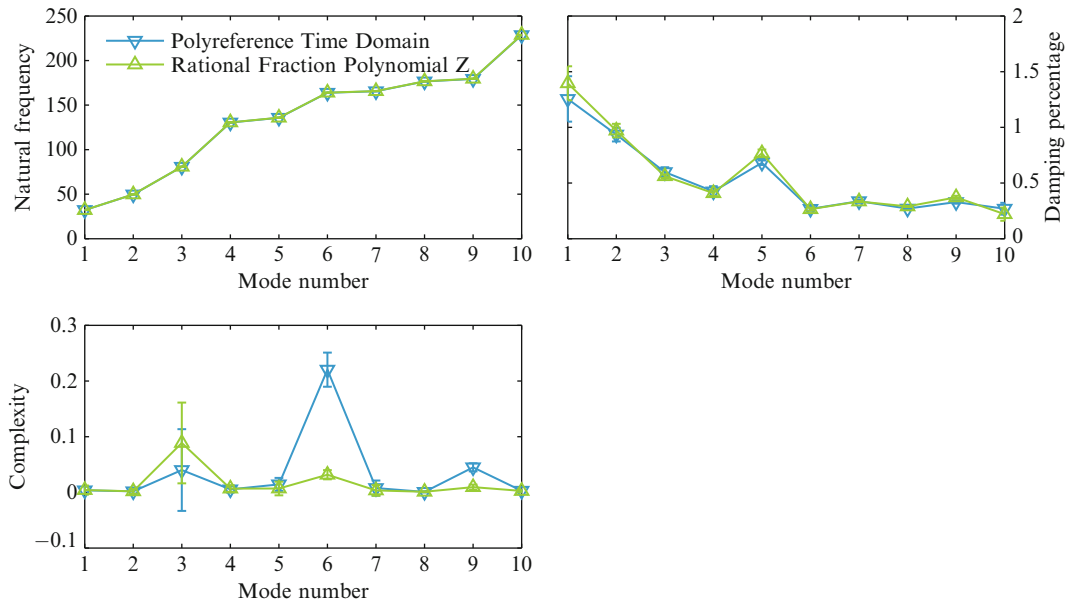 250
200
150
100
50
0
Natural frequency
Polyreference Time Domain
Rational Fraction Polynomial Z
1 2 3 4 5 6 7 8 9 10
Mode number
2
1.5
1
0.5
0
Damping percentage
1 2 3 4 5 6 7 8 9 10
Mode number
0.3
0.2
0.1
0
−0.1
Complexity
1 2 3 4 5 6 7 8 9 10
Mode number